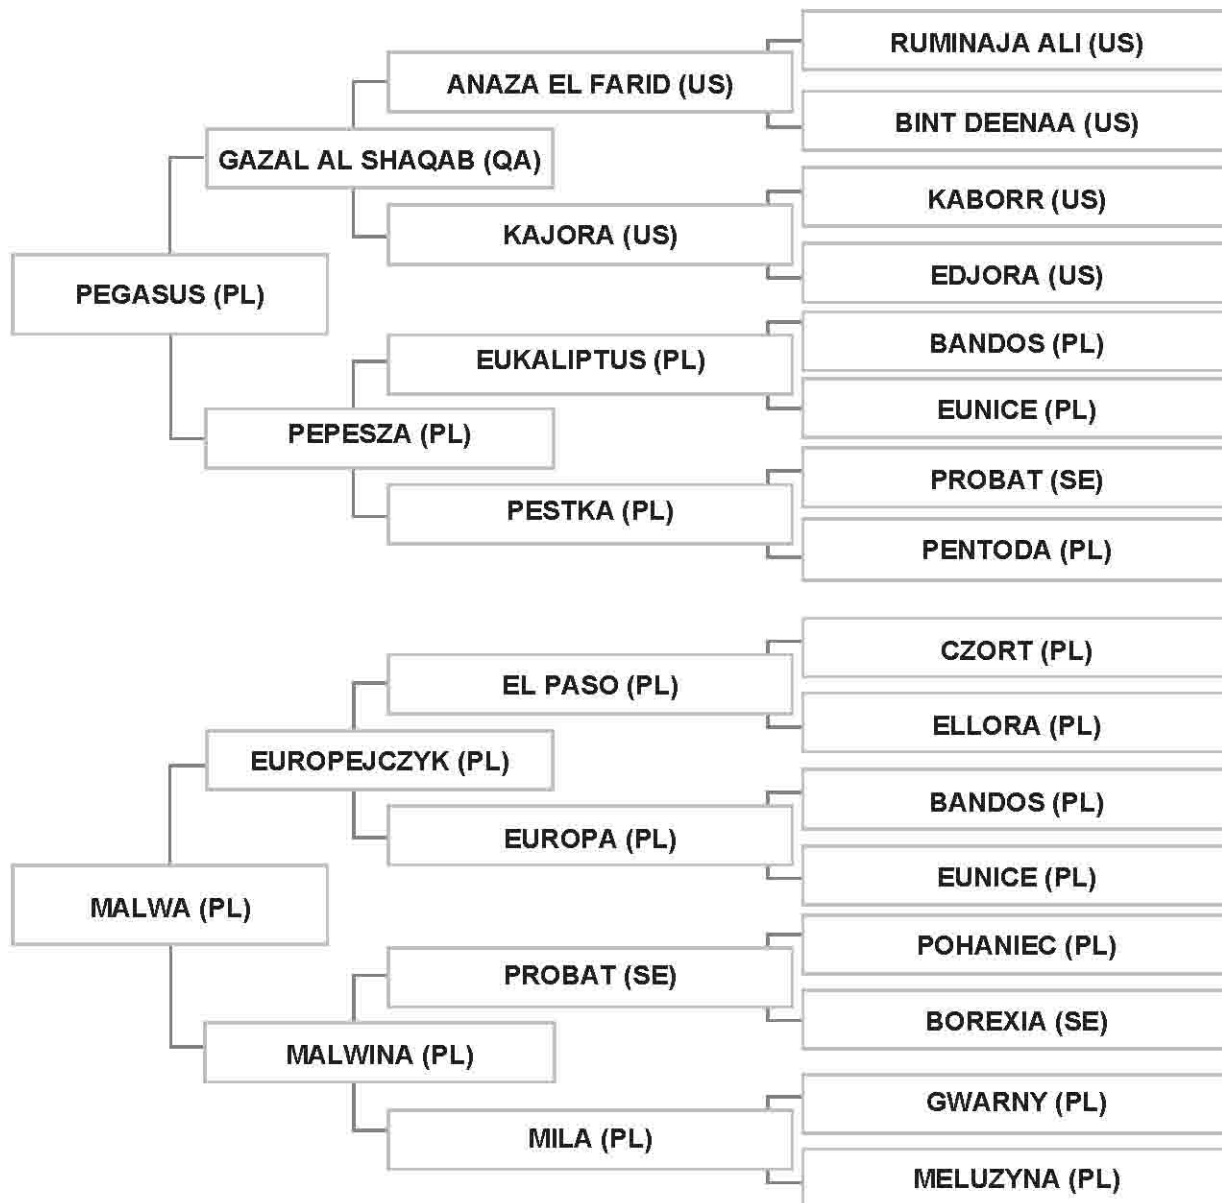 RUMINAJA ALI (US)
ANAZA EL FARID (US)
BINT DEENAA (US)
GAZAL AL SHAQAB (QA)
KABORR (US)
KAJORA (US)
EDJORA (US)
PEGASUS (PL)
BANDOS (PL)
EUKALIPTUS (PL)
EUNICE (PL)
PEPESZA (PL)
PROBAT (SE)
PESTKA (PL)
PENTODA (PL)
CZORT (PL)
EL PASO (PL)
ELLORA (PL)
EUROPEJCZYK (PL)
BANDOS (PL)
EUROPA (PL)
EUNICE (PL)
MALWA (PL)
POHANIEC (PL)
PROBAT (SE)
BOREXIA (SE)
MALWINA (PL)
GWARNY (PL)
MILA (PL)
MELUZYNA (PL)